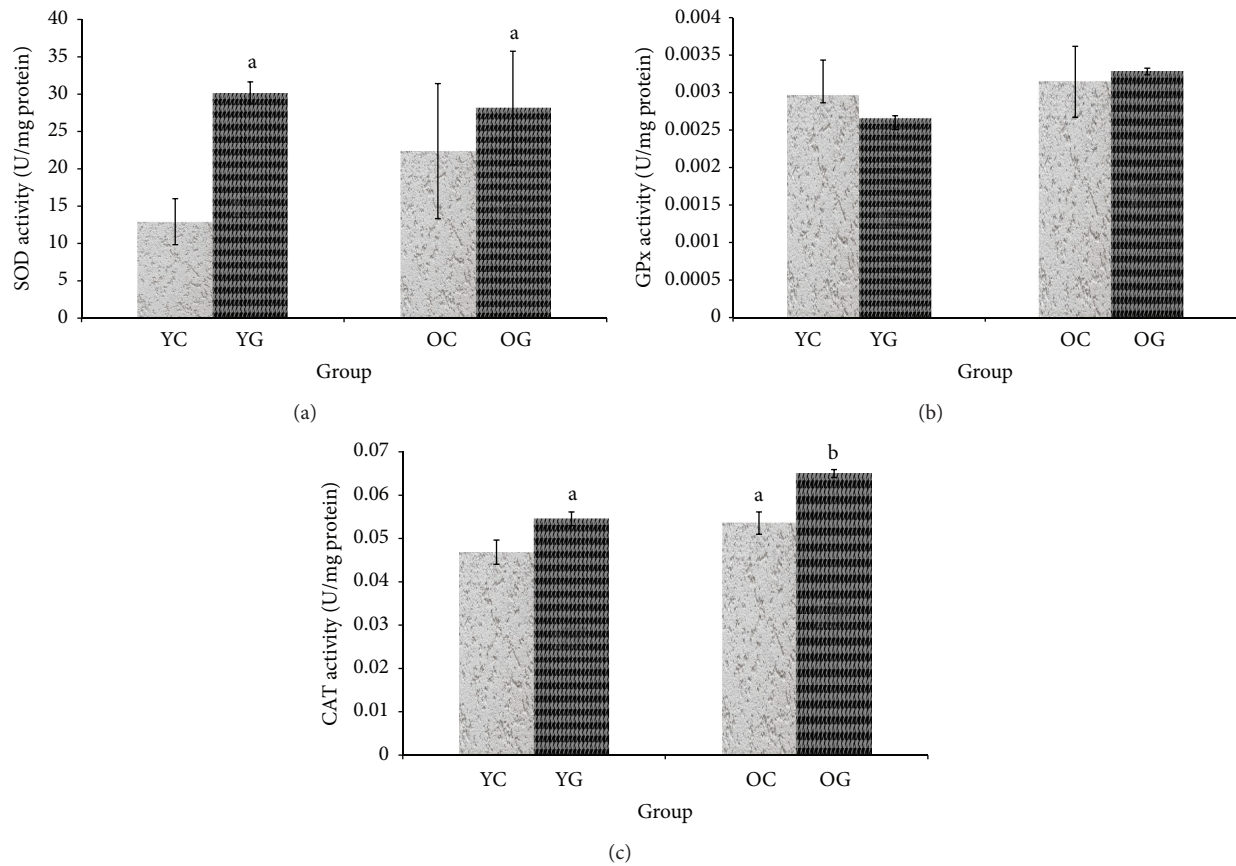 SOD activity (U/mg protein)
40
35
30
25
20
15
10
5
0
a
a
YC YG OC OG
Group
(a)
GPx activity (U/mg protein)
0.004
0.0035
0.003
0.0025
0.002
0.0015
0.001
0.0005
0
YC YG OC OG
Group
(b)
CAT activity (U/mg protein)
0.07
0.06
0.05
0.04
0.03
0.02
0.01
0
a
a
b
YC YG OC OG
Group
(c)